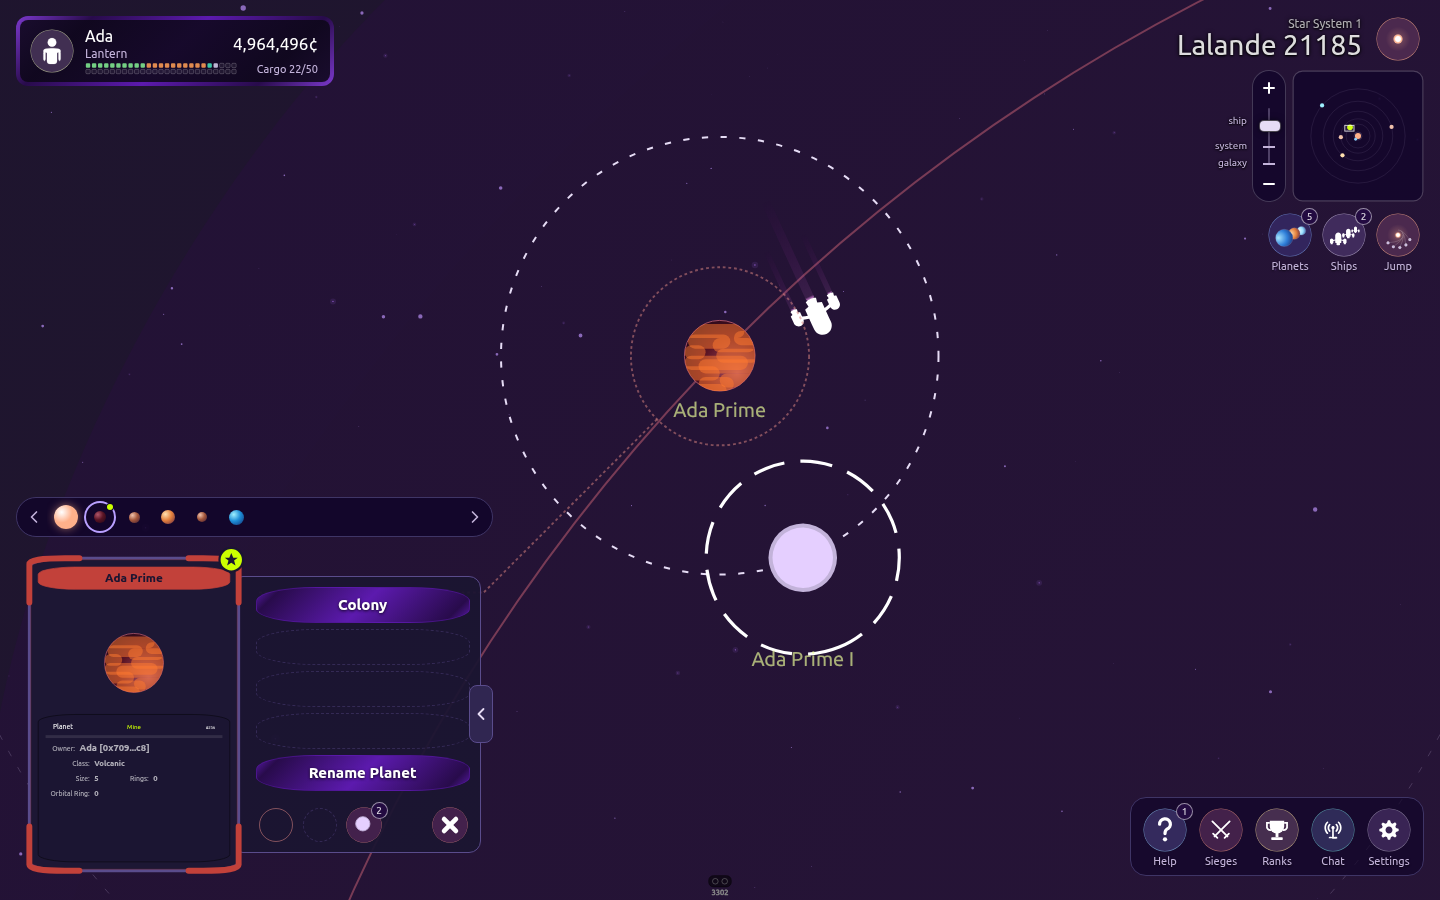 Ada
Lantern
4,964,496¢
Cargo 22/50
Star System 1
Lalande 21185
ship
system
galaxy
5
2
Planets
Ships
Jump
Ada Prime
Ada Prime I
Ada Prime
Planet
Mine
Owner: Ada [0x709...c8]
Class: Volcanic
Size: 5
Rings: 0
Orbital Ring: 0
Colony
Rename Planet
2
1
Help
Sieges
Ranks
Chat
Settings
3302